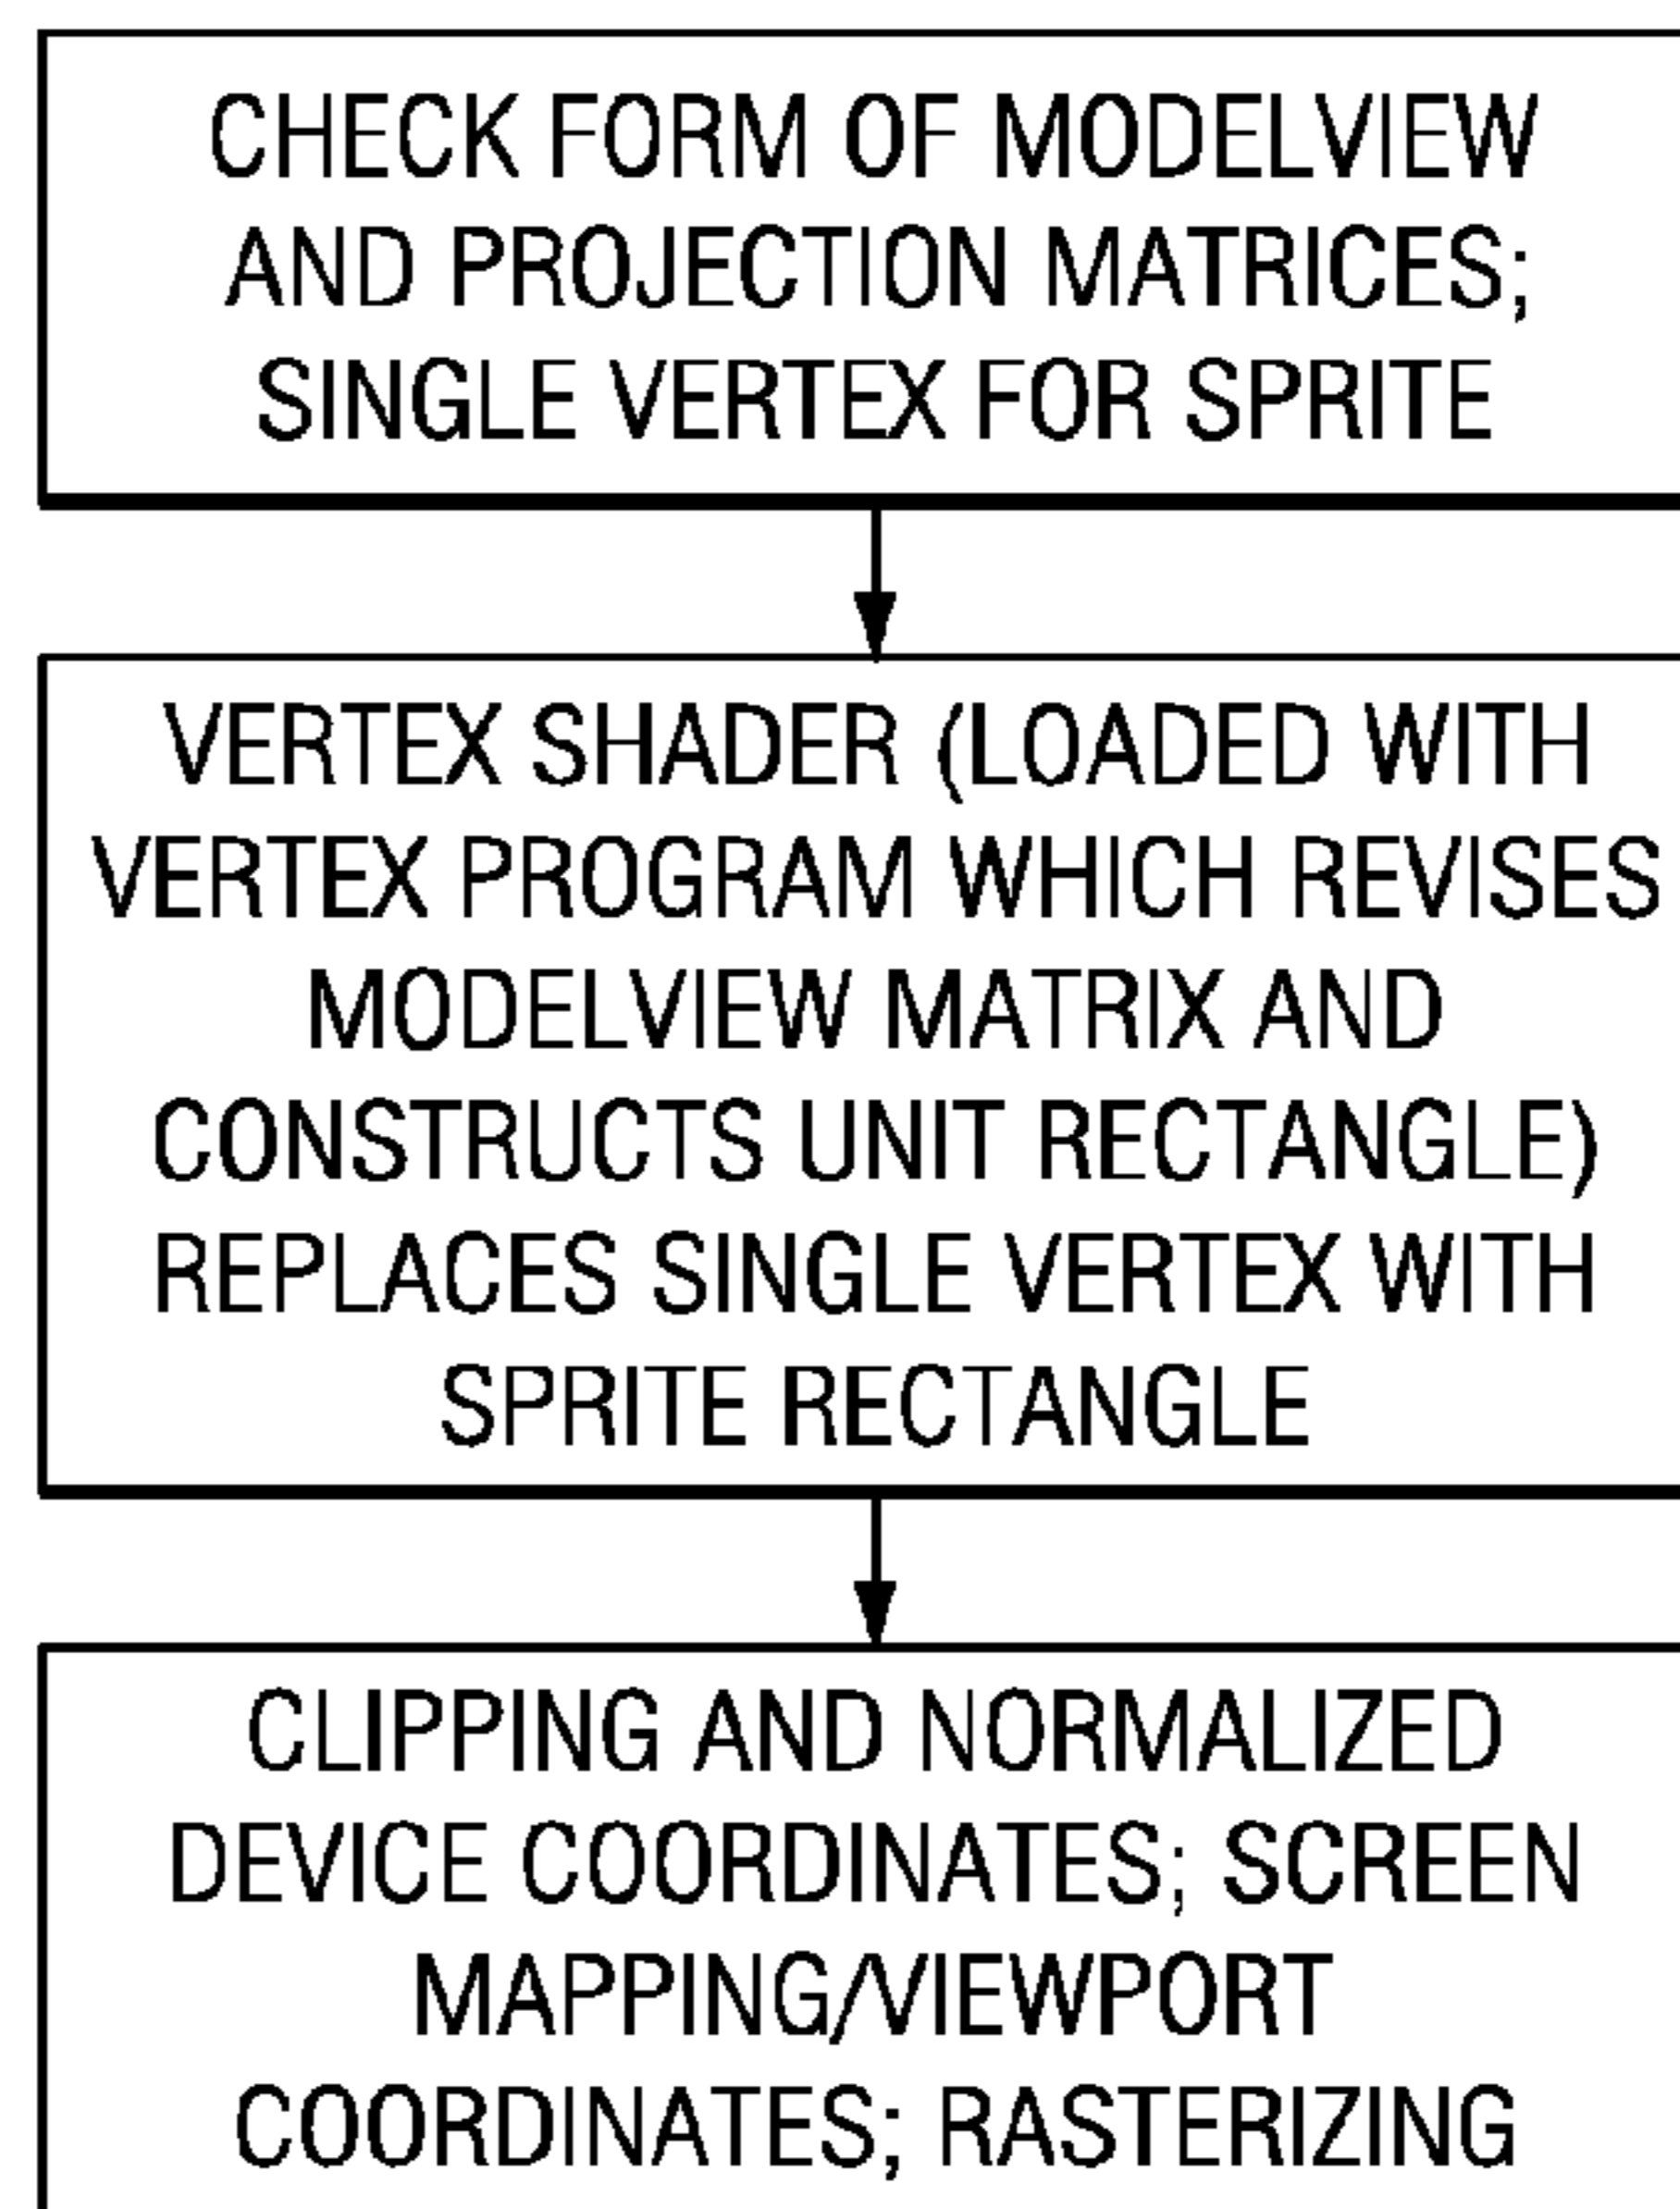 CHECK FORM OF MODELVIEW
AND PROJECTION MATRICES;
SINGLE VERTEX FOR SPRITE
VERTEX SHADER (LOADED WITH
VERTEX PROGRAM WHICH REVISES
MODELVIEW MATRIX AND
CONSTRUCTS UNIT RECTANGLE)
REPLACES SINGLE VERTEX WITH
SPRITE RECTANGLE
CLIPPING AND NORMALIZED
DEVICE COORDINATES; SCREEN
MAPPING/VIEWPORT
COORDINATES; RASTERIZING